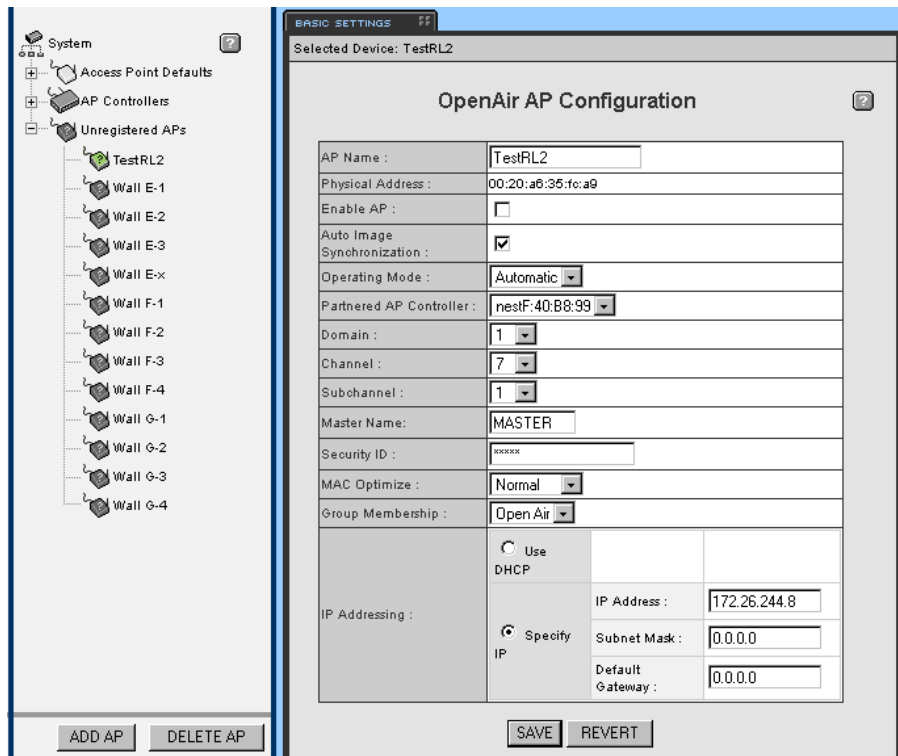 System
Access Point Defaults
AP Controllers
Unregistered APs
TestRL2
Wall E-1
Wall E-2
Wall E-3
Wall E-x
Wall F-1
Wall F-2
Wall F-3
Wall F-4
Wall G-1
Wall G-2
Wall G-3
Wall G-4
ADD AP
DELETE AP
BASIC SETTINGS
Selected Device: TestRL2
OpenAir AP Configuration
AP Name : TestRL2
Physical Address : 00:20:a6:35:fc:a9
Enable AP :
Auto Image
Synchronization :
Operating Mode : Automatic
Partnered AP Controller : nestF:40:B8:99
Domain : 1
Channel : 7
Subchannel : 1
Master Name: MASTER
Security ID : *****
MAC Optimize : Normal
Group Membership : Open Air
IP Addressing :
Use
DHCP
Specify
IP
IP Address : 172.26.244.8
Subnet Mask : 0.0.0.0
Default
Gateway : 0.0.0.0
SAVE REVERT